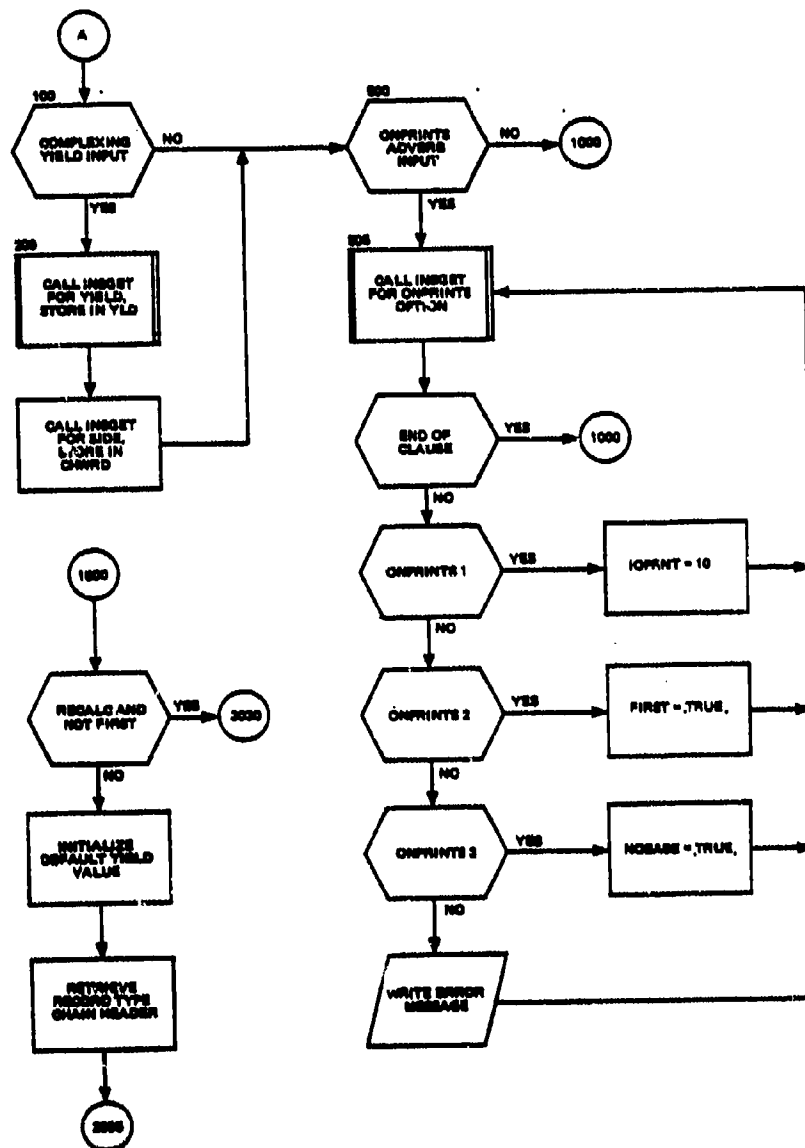 A
100
COMPLEXING
YIELD INPUT
NO
YES
CALL INSGET
FOR YIELD,
STORE IN YLD
CALL INSGET
FOR SIDE,
STORE IN
CHWRD
ONPRINTS
ADVERB
INPUT
NO
1000
YES
CALL INSGET
FOR ONPRINTS
OPTION
END OF
CLAUSE
YES
1000
NO
ONPRINTS 1
YES
IOPRNT = 10
NO
ONPRINTS 2
YES
FIRST = .TRUE.
NO
ONPRINTS 3
YES
NOBASE = .TRUE.
NO
WRITE ERROR
MESSAGE
RECALC AND
NOT FIRST
YES
NO
INITIALIZE
DEFAULT YIELD
VALUE
RETRIEVE
RECORD TYPE
CHAIN HEADER